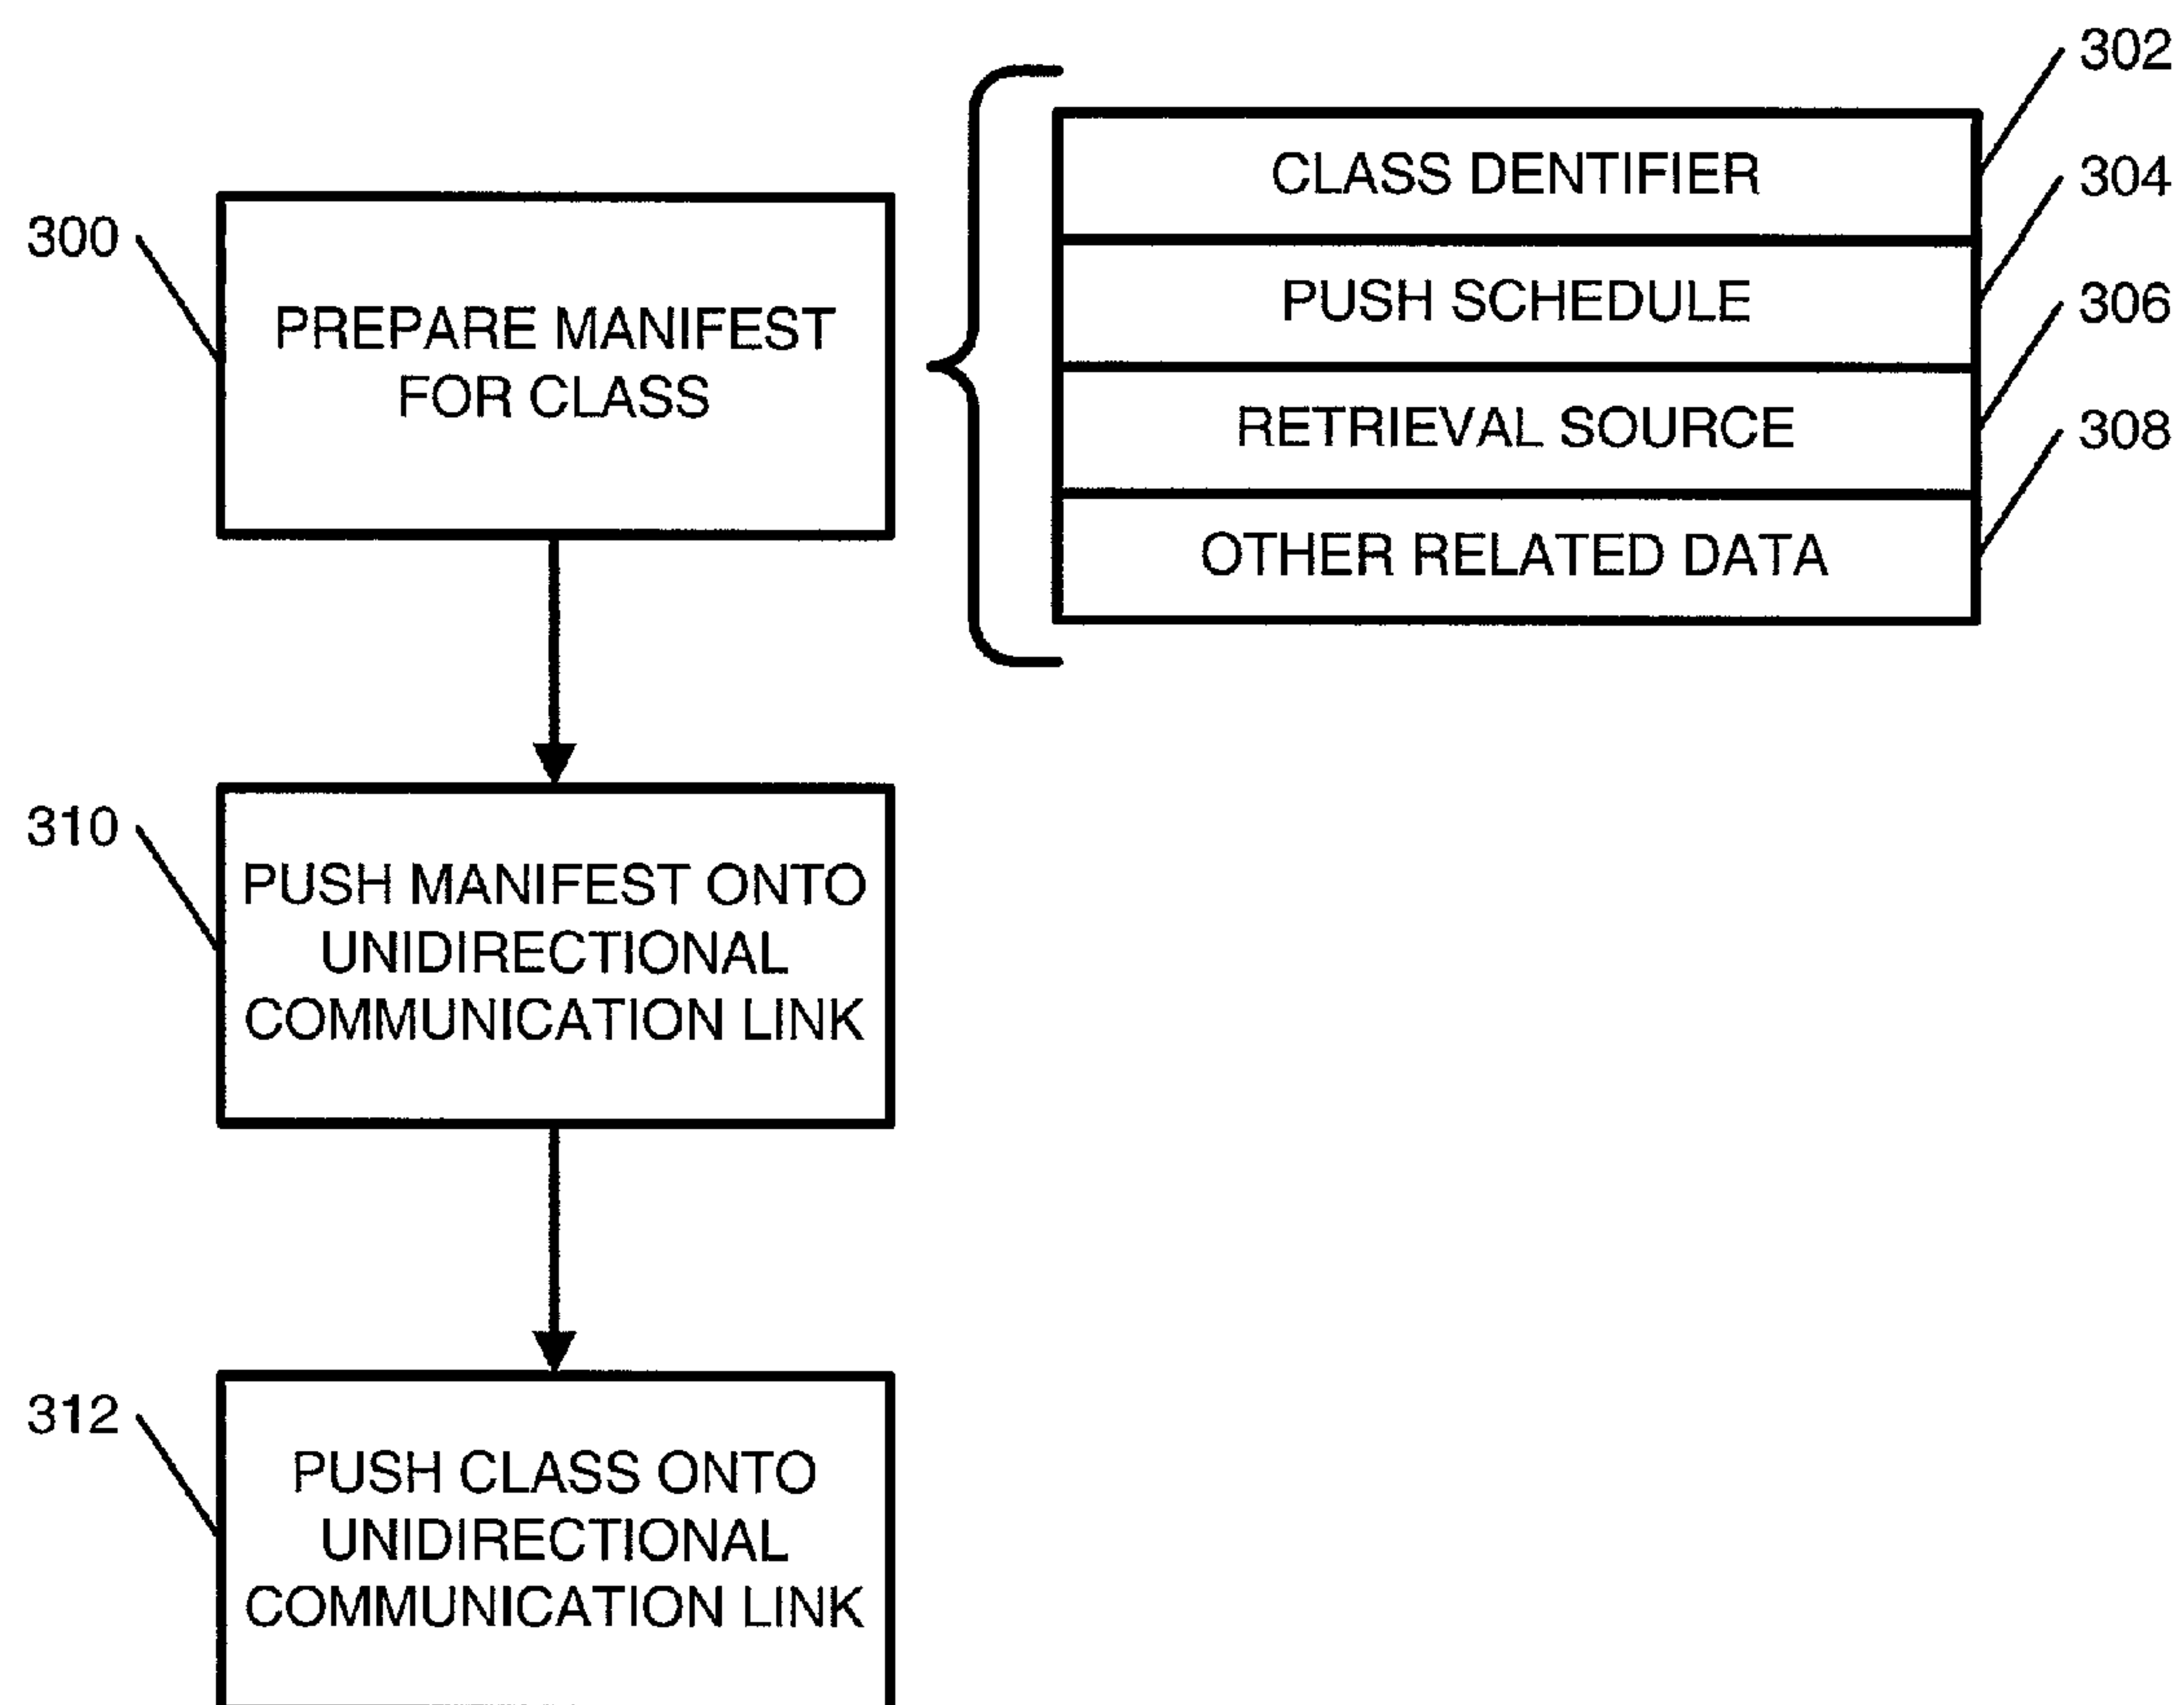 300
PREPARE MANIFEST
FOR CLASS
CLASS DENTIFIER
302
PUSH SCHEDULE
304
RETRIEVAL SOURCE
306
OTHER RELATED DATA
308
310
PUSH MANIFEST ONTO
UNIDIRECTIONAL
COMMUNICATION LINK
312
PUSH CLASS ONTO
UNIDIRECTIONAL
COMMUNICATION LINK